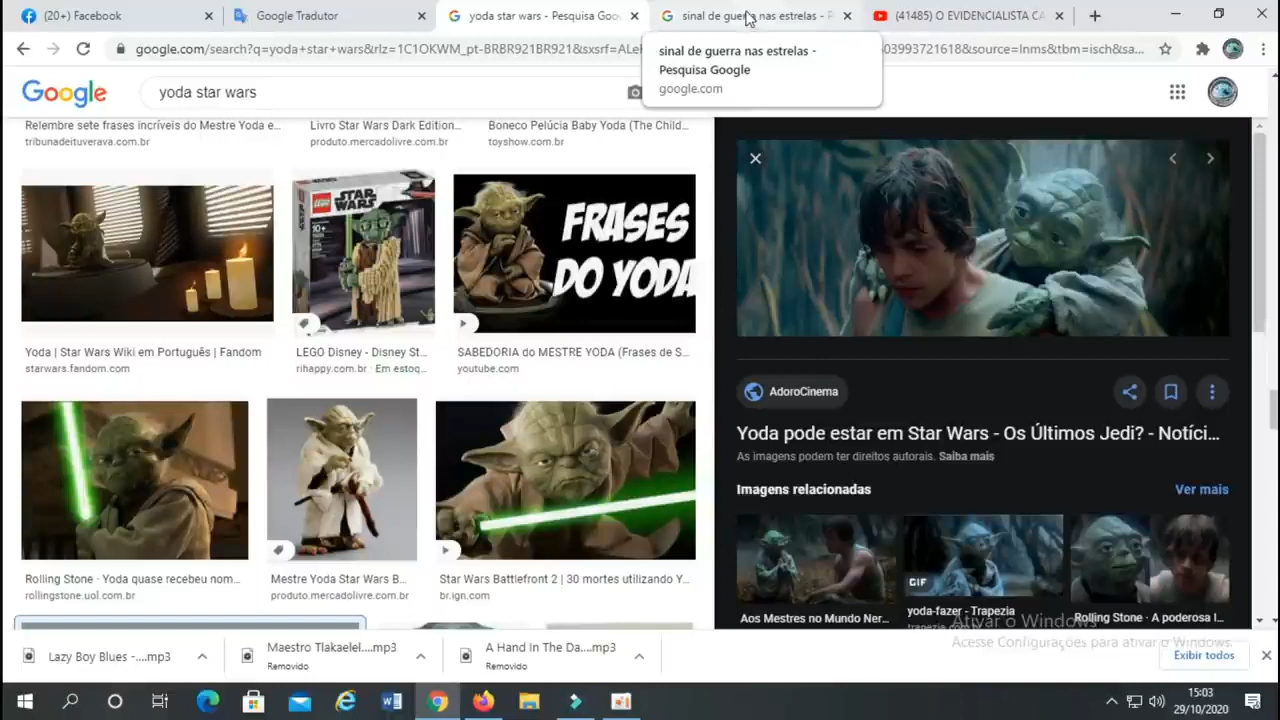 (20+) Facebook
Google Tradutor
yoda star wars - Pesquisa Goo
sinal de guerra nas estrelas - P
(41485) O EVIDENCIALISTA CA
google.com/search?q=yoda+star+wars&rlz=1C1OKWM_pt-BRBR921BR921&sxsrf=ALe
03993721618&source=lnms&tbm=isch&sa...
sinal de guerra nas estrelas -
Pesquisa Google
google.com
Google
yoda star wars
Relembre sete frases incríveis do Mestre Yoda e...
tribunadeituverava.com.br
Livro Star Wars Dark Edition...
produto.mercadolivre.com.br
Boneco Pelúcia Baby Yoda (The Child...
toyshow.com.br
LEGO
STAR
WARS
10+
FRASES
DO YODA
Yoda | Star Wars Wiki em Português | Fandom
starwars.fandom.com
LEGO Disney - Disney St...
rihappy.com.br · Em estoq...
SABEDORIA do MESTRE YODA (Frases de S...
youtube.com
Rolling Stone · Yoda quase recebeu nom...
rollingstone.uol.com.br
Mestre Yoda Star Wars B...
produto.mercadolivre.com.br
Star Wars Battlefront 2 | 30 mortes utilizando Y...
br.ign.com
AdoroCinema
Yoda pode estar em Star Wars - Os Últimos Jedi? - Notíci...
As imagens podem ter direitos autorais. Saiba mais
Imagens relacionadas
Ver mais
GIF
Aos Mestres no Mundo Ner...
yoda-fazer - Trapezia
Rolling Stone · A poderosa I...
Ativar o Windows
Acesse Configurações para ativar o Windows.
Lazy Boy Blues -....mp3
Maestro Tlakaelel....mp3
Removido
A Hand In The Da....mp3
Removido
Exibir todos
15:03
29/10/2020